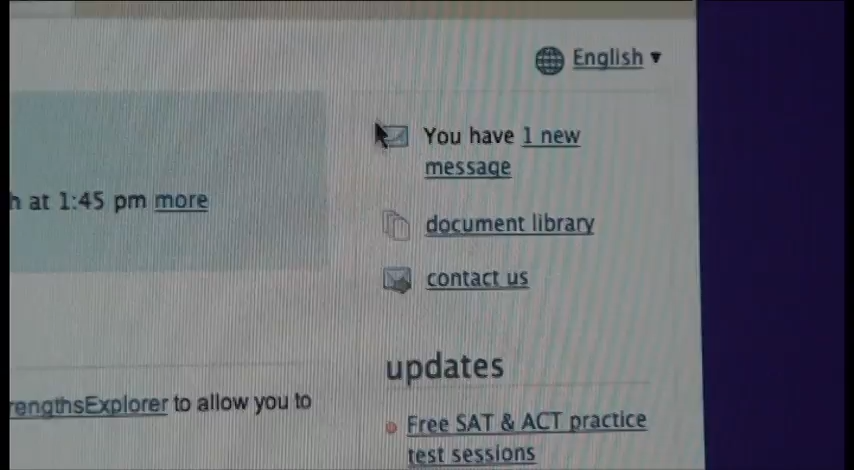 English
You have 1 new
message
at 1:45 pm more
document library
contact us
updates
to allow you to
Free SAT & ACT practice
test sessions